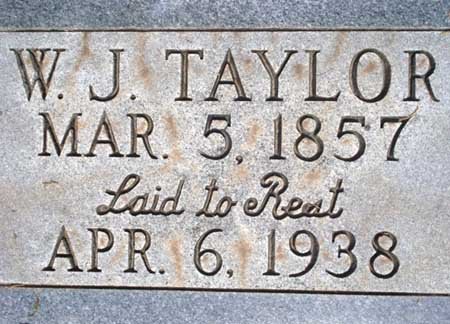 W. J. TAYLOR
MAR. 5, 1857
Laid to Rest
APR. 6, 1938